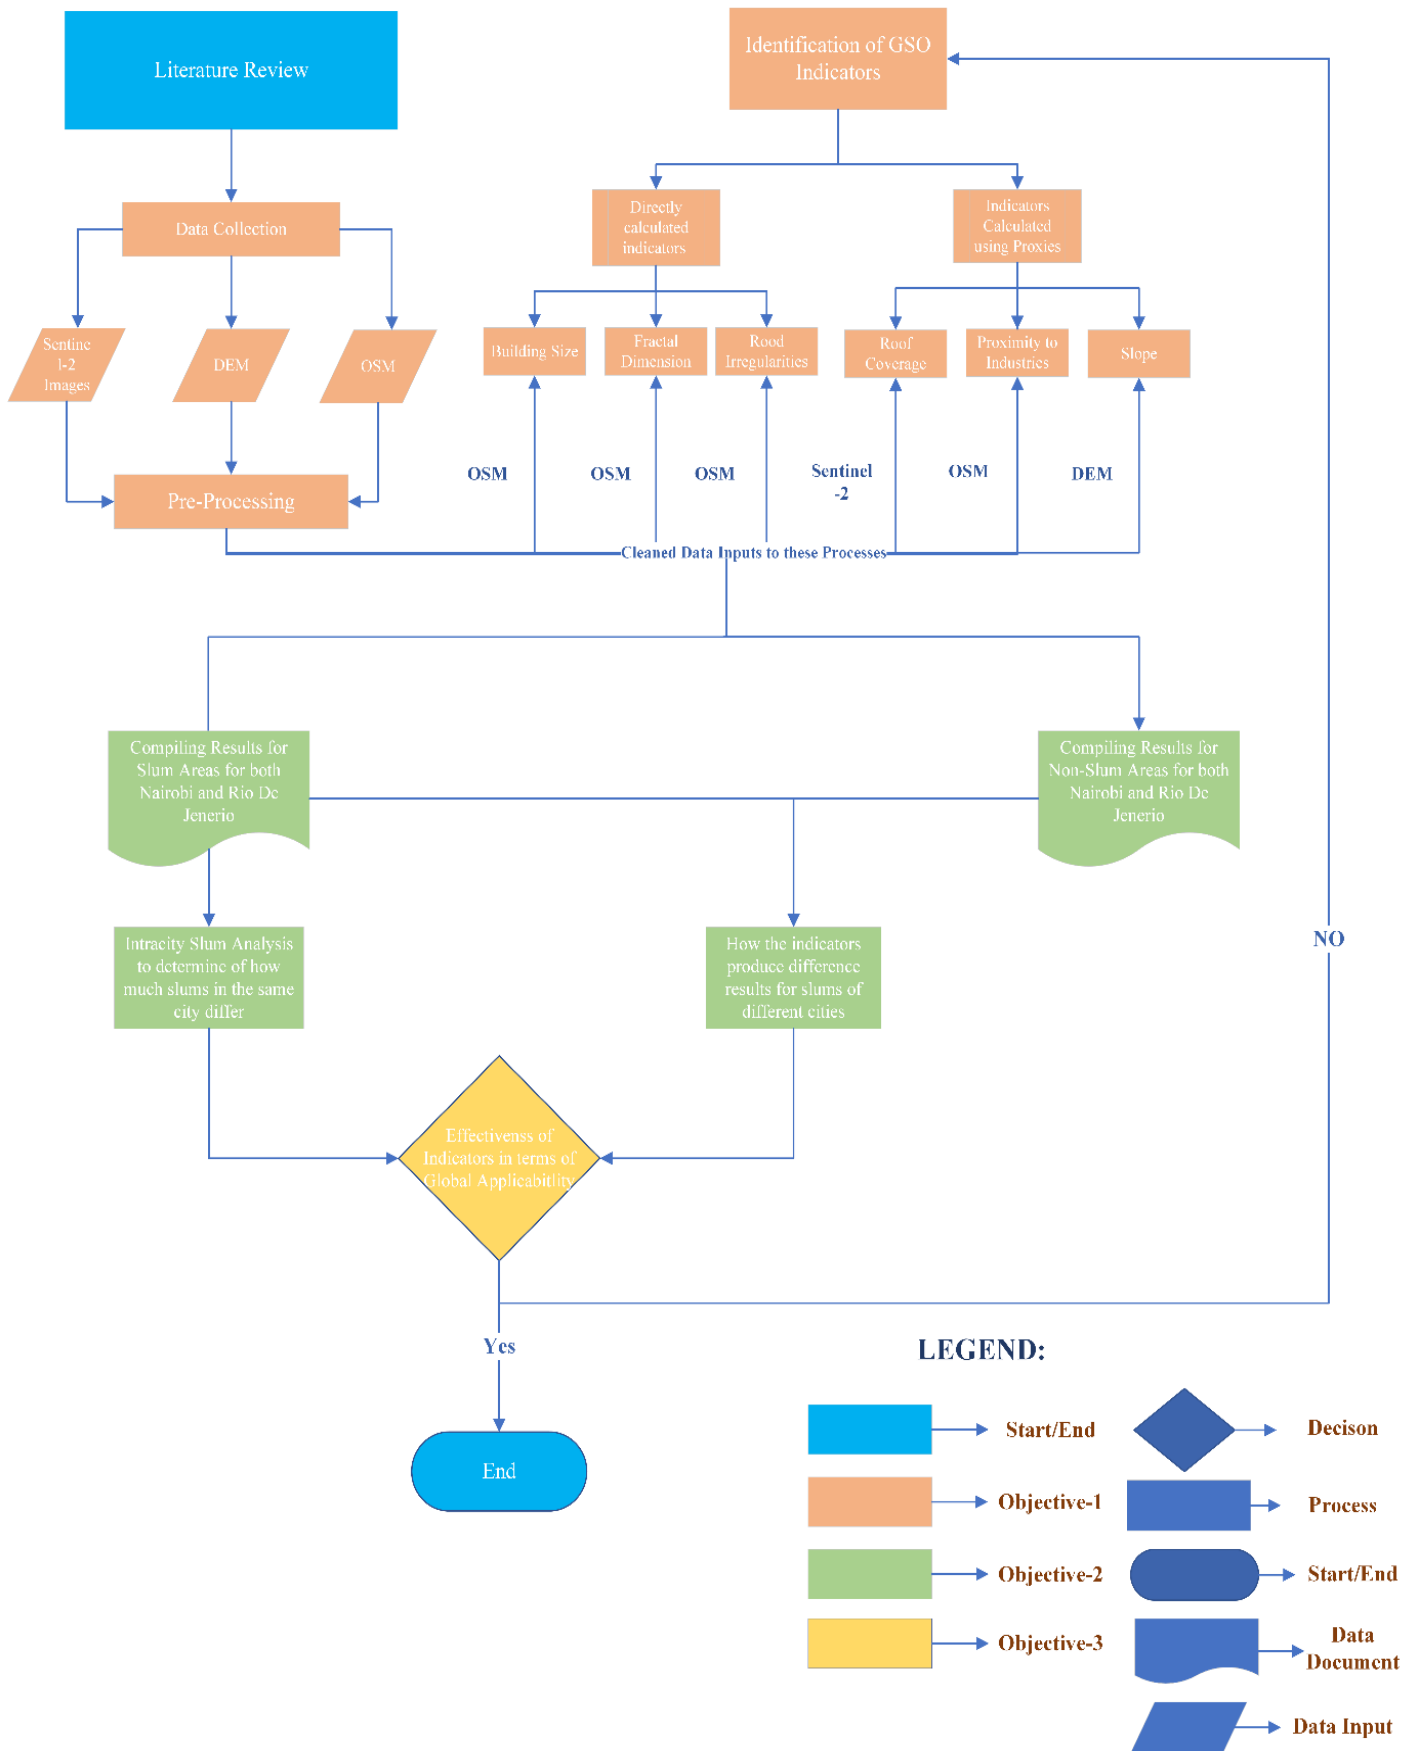 Literature Review
Identification of GSO
Indicators
Data Collection
Directly
calculated
indicators
Indicators
Calculated
using Proxies
Sentine
l-2
Images
DEM
OSM
Building Size
Fractal
Dimension
Rood
Irregularities
Roof
Coverage
Proximity to
Industries
Slope
Pre-Processing
OSM
OSM
OSM
Sentinel
-2
OSM
DEM
Cleaned Data Inputs to these Processes
Compiling Results for
Slum Areas for both
Nairobi and Rio De
Jenerio
Compiling Results for
Non-Slum Areas for both
Nairobi and Rio De
Jenerio
Intracity Slum Analysis
to determine of how
much slums in the same
city differ
How the indicators
produce difference
results for slums of
different cities
NO
Effectivenss of
Indicators in terms of
Global Applicabitlity
Yes
End
LEGEND:
Start/End
Objective-1
Objective-2
Objective-3
Decison
Process
Start/End
Data
Document
Data Input